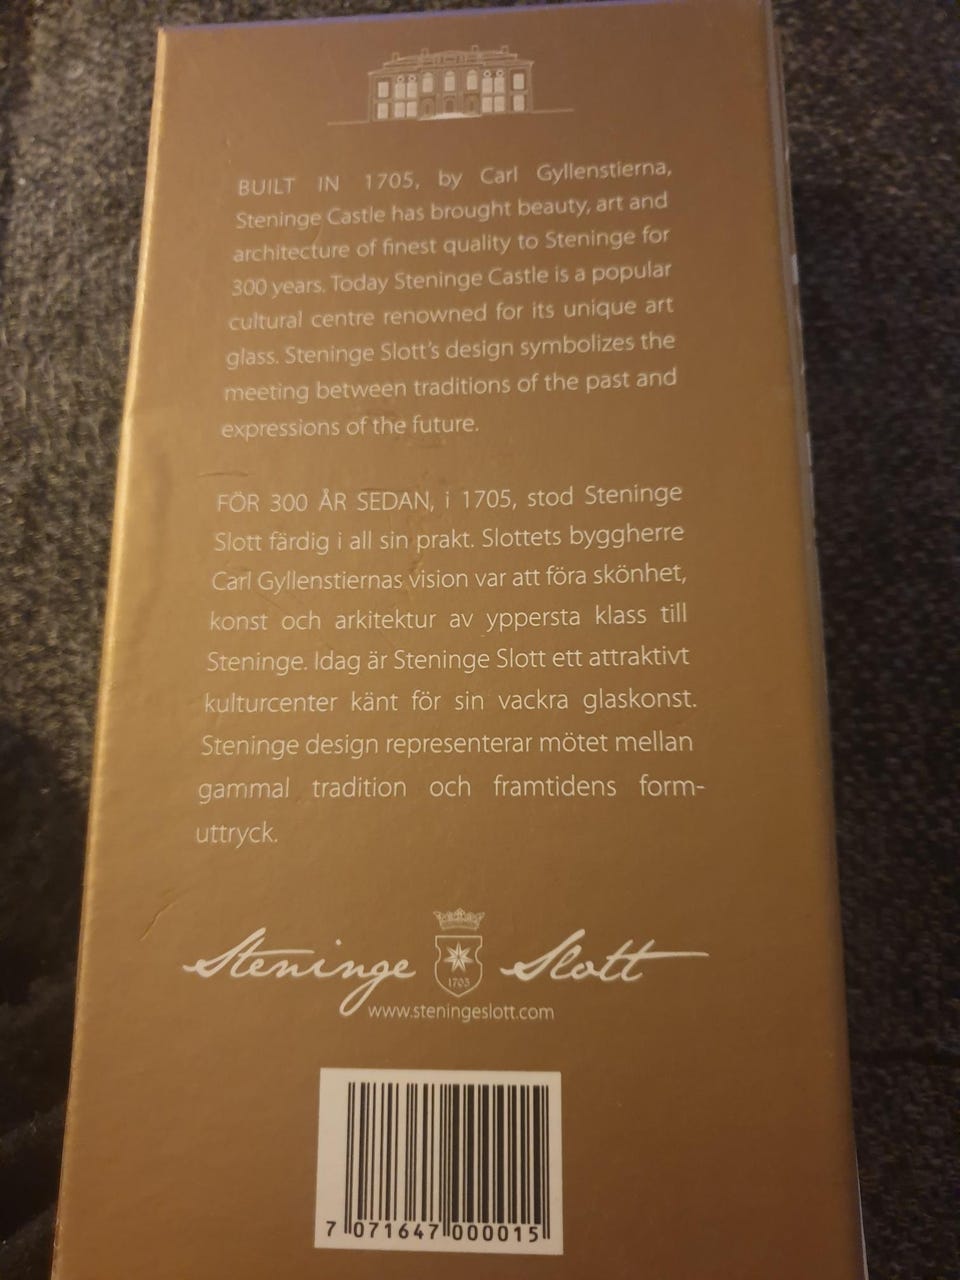 BUILT IN 1705, by Carl Gyllenstierna,
Steninge Castle has brought beauty, art and
architecture of finest quality to Steninge for
300 years. Today Steninge Castle is a popular
cultural centre renowned for its unique art
glass. Steninge Slott's design symbolizes the
meeting between traditions of the past and
expressions of the future.
FÖR 300 ÅR SEDAN, i 1705, stod Steninge
Slott färdig i all sin prakt. Slottets byggherre
Carl Gyllenstiernas vision var att föra skönhet,
konst och arkitektur av yppersta klass till
Steninge. Idag är Steninge Slott ett attraktivt
kulturcenter känt för sin vackra glaskonst.
Steninge design representerar mötet mellan
gammal tradition och framtidens form-
uttryck.
Steninge 1705 Slott
www.steningeslott.com
7 071647 000015